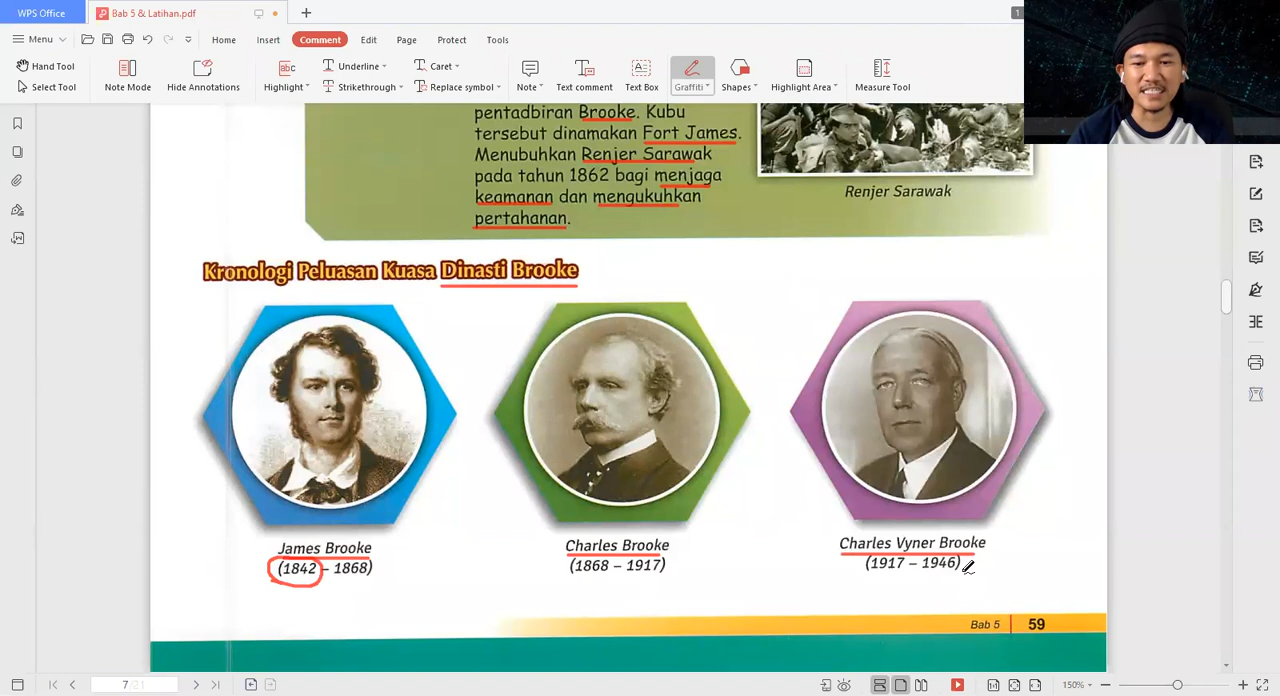 WPS Office
Bab 5 & Latihan.pdf
1
Menu
Home Insert Comment Edit Page Protect Tools
Hand Tool
Select Tool
Note Mode
Hide Annotations
Highlight
Underline
Strikethrough
Caret
Replace symbol
Note
Text comment
Text Box
Graffiti
Shapes
Highlight Area
Measure Tool
pentadbiran Brooke. Kubu
tersebut dinamakan Fort James.
Menubuhkan Renjer Sarawak
pada tahun 1862 bagi menjaga
keamanan dan mengukuhkan
pertahanan.
Renjer Sarawak
Kronologi Peluasan Kuasa Dinasti Brooke
James Brooke
(1842 – 1868)
Charles Brooke
(1868 – 1917)
Charles Vyner Brooke
(1917 – 1946)
Bab 5 59
7/21
150%